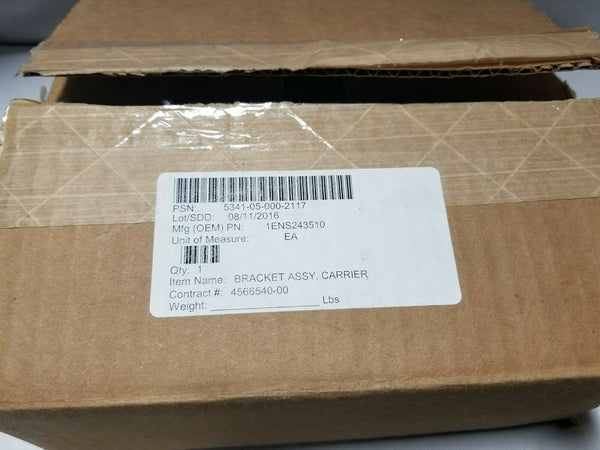 PSN: 5341-05-000-2117
Lot/SDD: 08/11/2016
Mfg (OEM) PN: 1ENS243510
Unit of Measure: EA
Qty: 1
Item Name: BRACKET ASSY, CARRIER
Contract #: 4566540-00
Weight: ____________________ Lbs